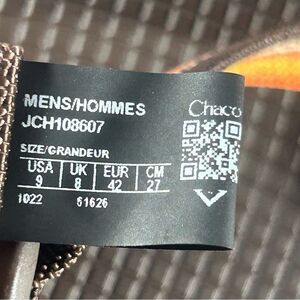 MENS/HOMMES
JCH108607
Chaco
SIZE/GRANDEUR
USA UK EUR CM
9 8 42 27
1022 61626